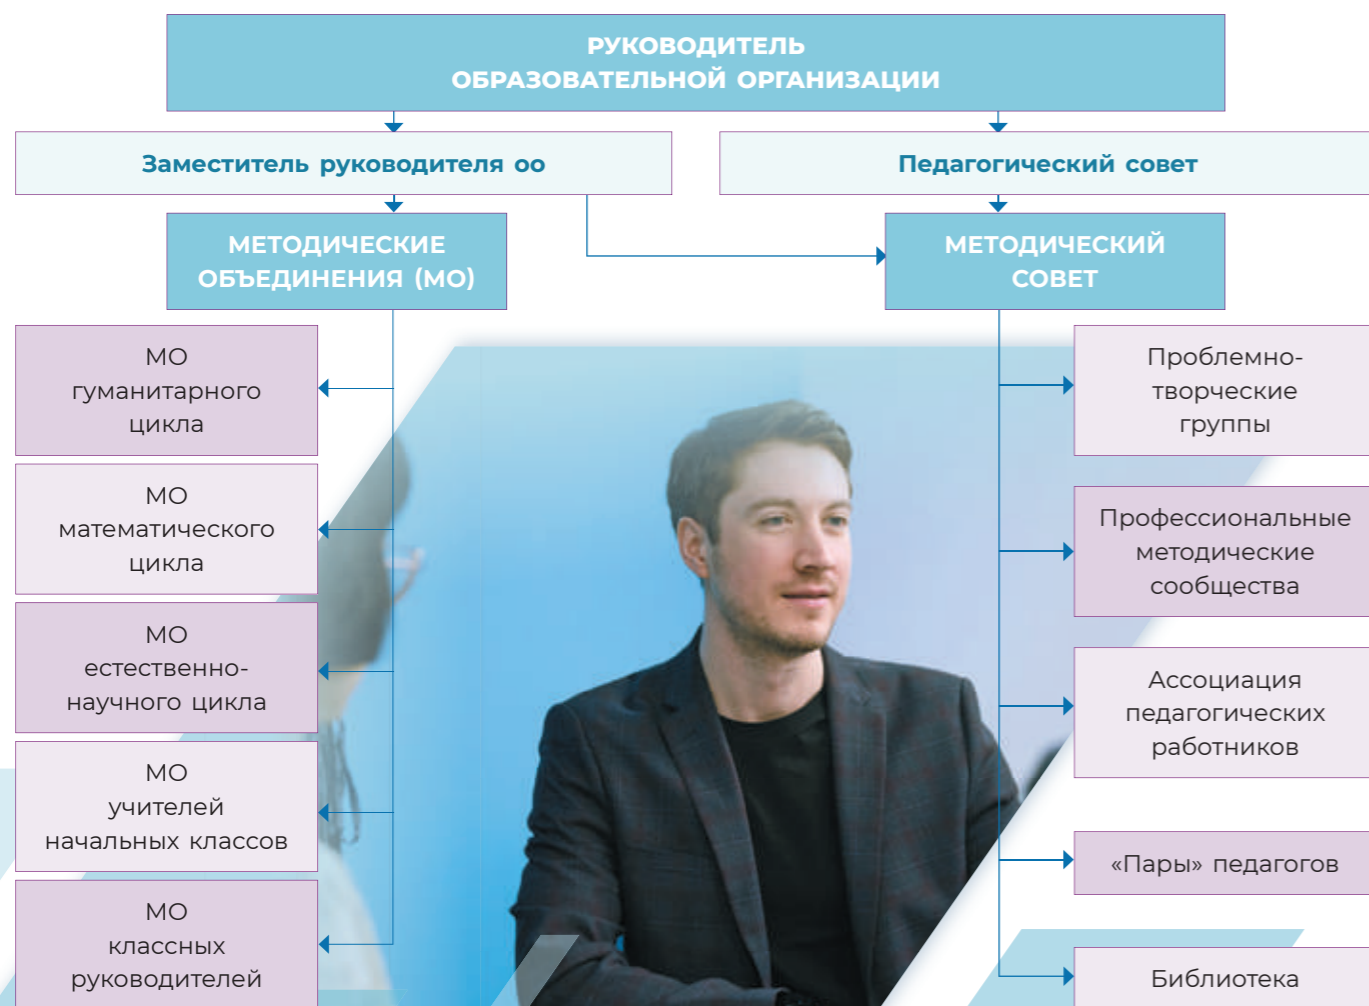 РУКОВОДИТЕЛЬ
ОБРАЗОВАТЕЛЬНОЙ ОРГАНИЗАЦИИ
Заместитель руководителя оо
Педагогический совет
МЕТОДИЧЕСКИЕ
ОБЪЕДИНЕНИЯ (МО)
МЕТОДИЧЕСКИЙ
СОВЕТ
МО
гуманитарного
цикла
МО
математического
цикла
МО
естественно-
научного цикла
МО
учителей
начальных классов
МО
классных
руководителей
Проблемно-
творческие
группы
Профессиональные
методические
сообщества
Ассоциация
педагогических
работников
«Пары» педагогов
Библиотека